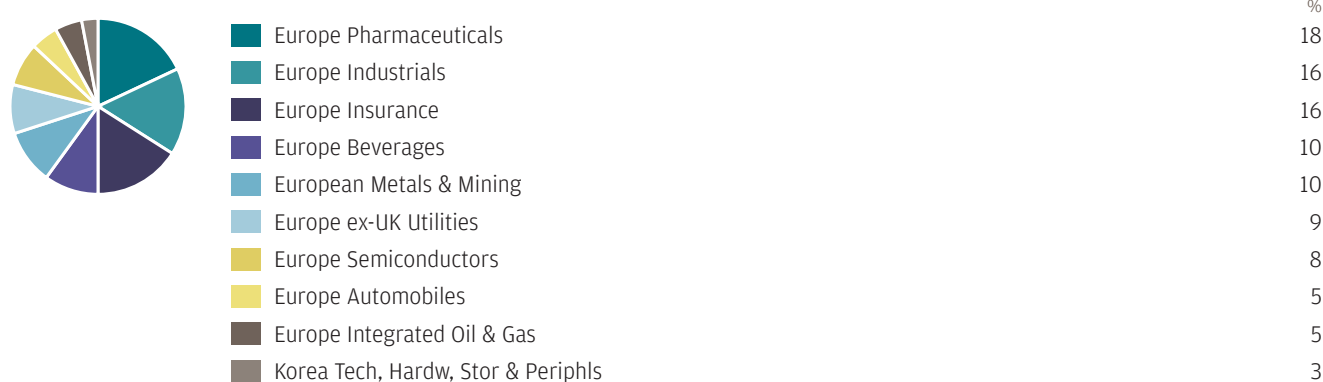 %
Europe Pharmaceuticals 18
Europe Industrials 16
Europe Insurance 16
Europe Beverages 10
European Metals & Mining 10
Europe ex-UK Utilities 9
Europe Semiconductors 8
Europe Automobiles 5
Europe Integrated Oil & Gas 5
Korea Tech, Hardw, Stor & Periphls 3